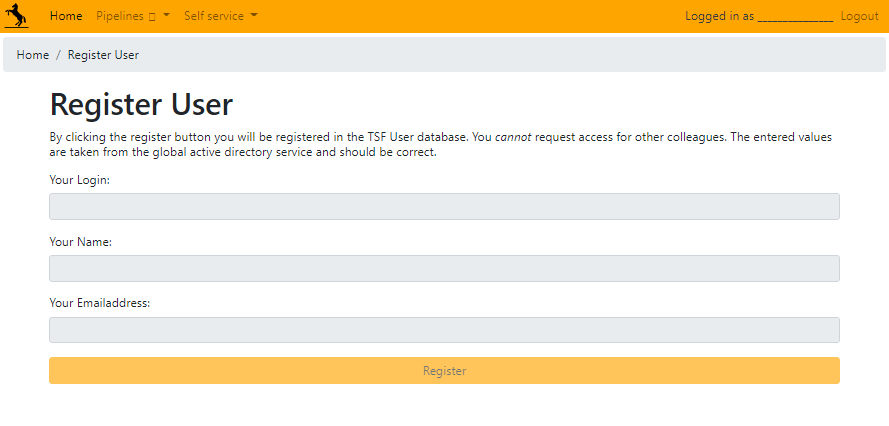 Home Pipelines Self service Logged in as _______________ Logout
Home / Register User
Register User
By clicking the register button you will be registered in the TSF User database. You cannot request access for other colleagues. The entered values
are taken from the global active directory service and should be correct.
Your Login:
Your Name:
Your Emailaddress:
Register